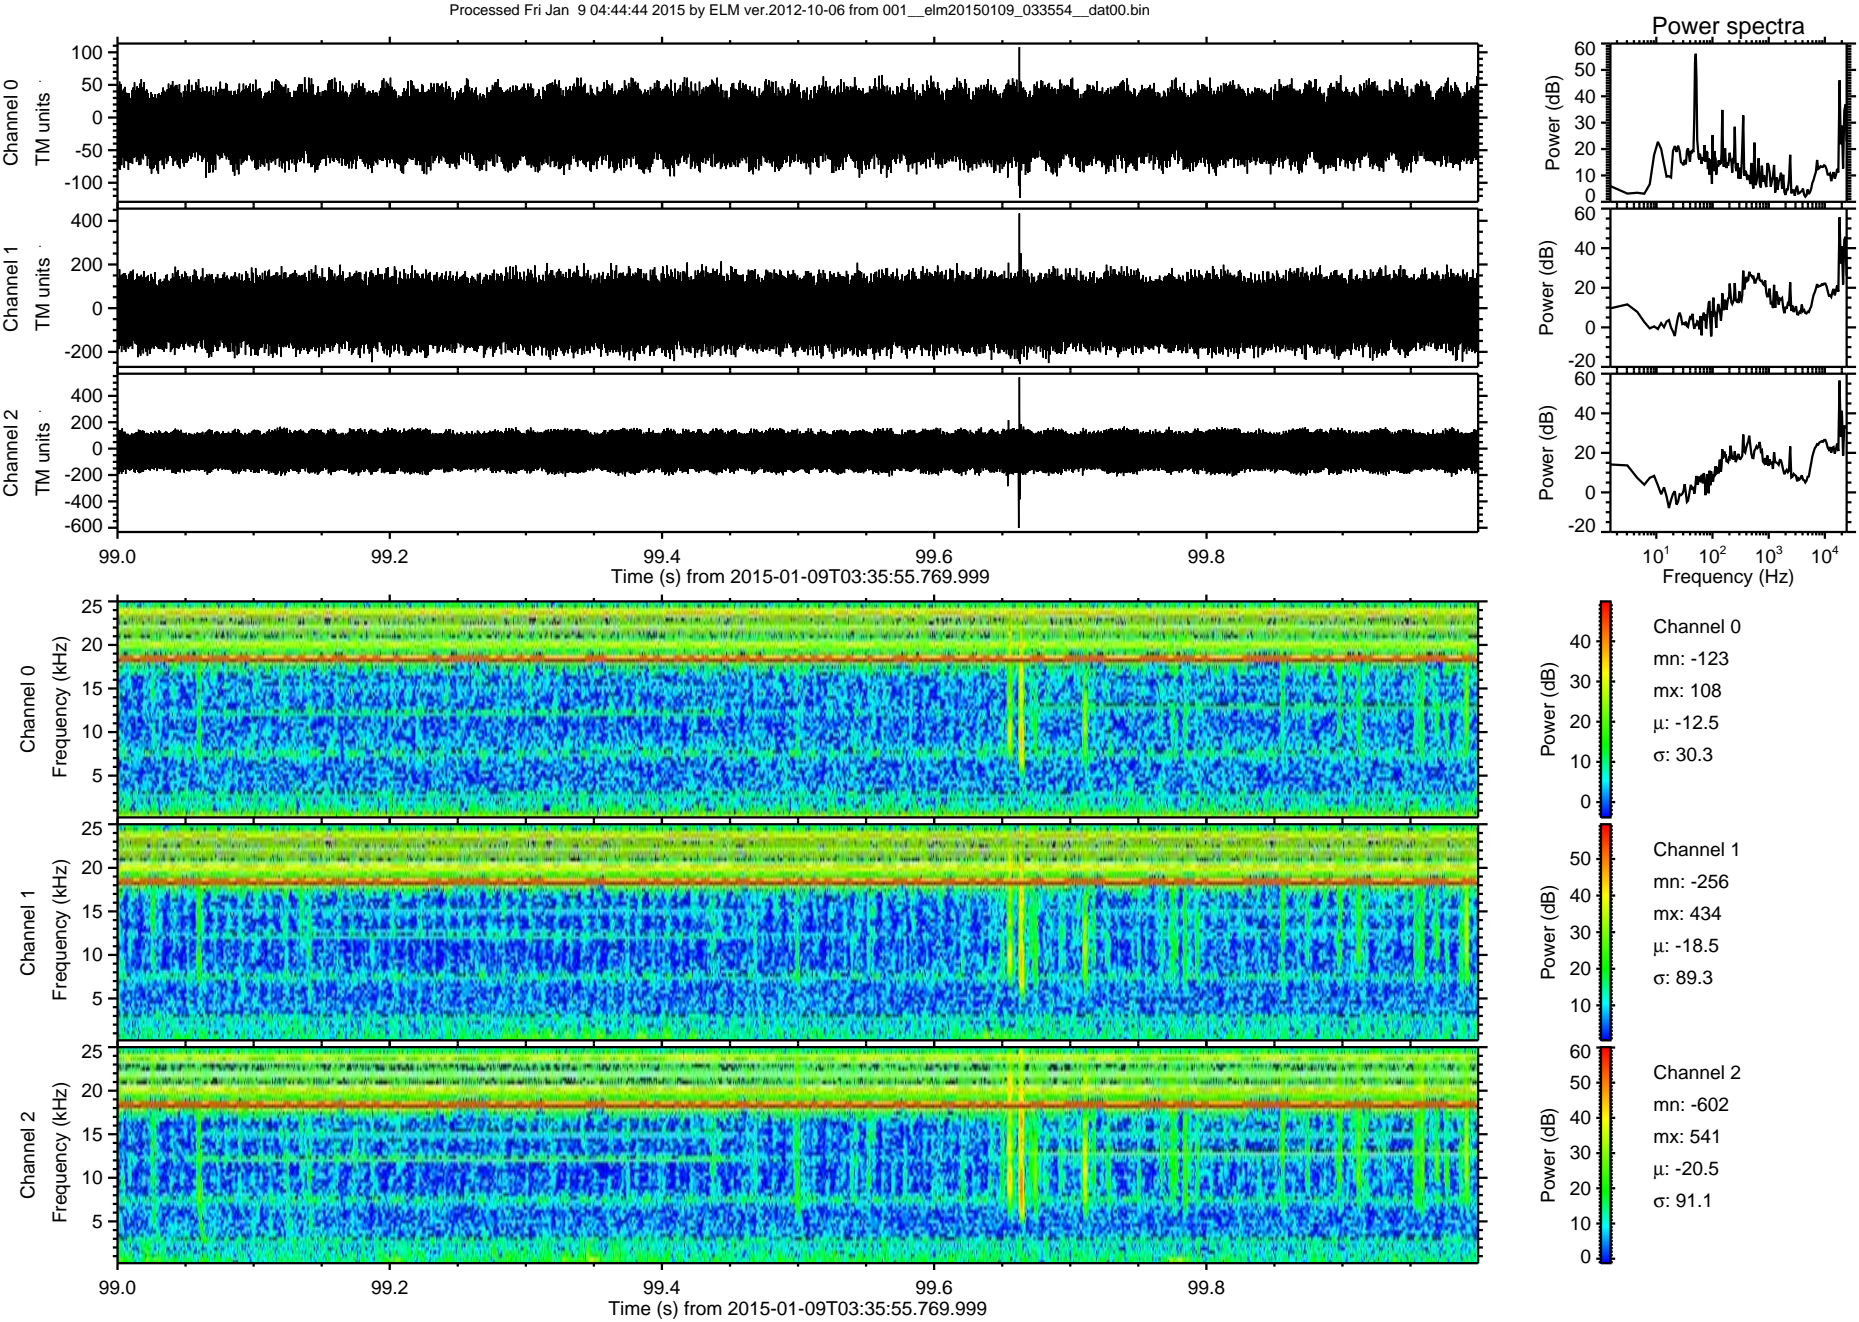 Processed Fri Jan  9 04:44:44 2015 by ELM ver.2012-10-06 from 001__elm20150109_033554__dat00.bin
Power spectra
Channel 0
TM units
100
50
0
-50
-100
Power (dB)
60
50
40
30
20
10
0
Channel 1
TM units
400
200
0
-200
Power (dB)
60
40
20
0
-20
Channel 2
TM units
400
200
0
-200
-400
-600
Power (dB)
60
40
20
0
-20
99.0 99.2 99.4 99.6 99.8
Time (s) from 2015-01-09T03:35:55.769.999
10^1 10^2 10^3 10^4
Frequency (Hz)
Channel 0
Frequency (kHz)
25
20
15
10
5
Power (dB)
40
30
20
10
0
Channel 0
mn: -123
mx: 108
μ: -12.5
σ: 30.3
Channel 1
Frequency (kHz)
25
20
15
10
5
Power (dB)
50
40
30
20
10
Channel 1
mn: -256
mx: 434
μ: -18.5
σ: 89.3
Channel 2
Frequency (kHz)
25
20
15
10
5
Power (dB)
60
50
40
30
20
10
0
Channel 2
mn: -602
mx: 541
μ: -20.5
σ: 91.1
99.0 99.2 99.4 99.6 99.8
Time (s) from 2015-01-09T03:35:55.769.999